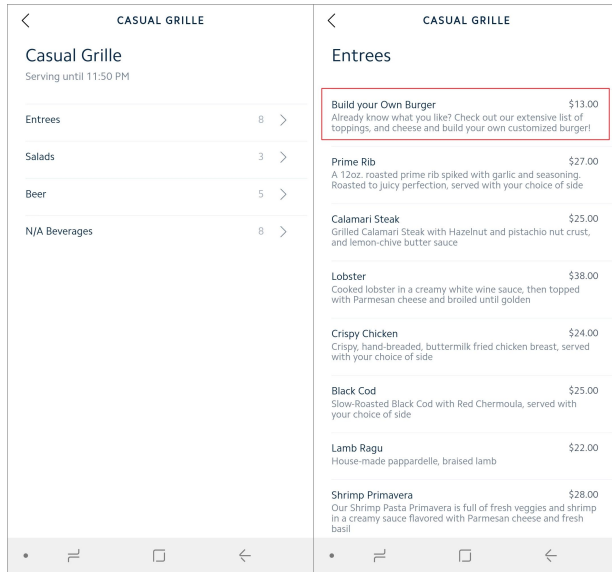 CASUAL GRILLE
Casual Grille
Serving until 11:50 PM
Entrees 8
Salads 3
Beer 5
N/A Beverages 8
CASUAL GRILLE
Entrees
Build your Own Burger $13.00
Already know what you like? Check out our extensive list of
toppings, and cheese and build your own customized burger!
Prime Rib $27.00
A 12oz. roasted prime rib spiked with garlic and seasoning.
Roasted to juicy perfection, served with your choice of side
Calamari Steak $25.00
Grilled Calamari Steak with Hazelnut and pistachio nut crust,
and lemon-chive butter sauce
Lobster $38.00
Cooked lobster in a creamy white wine sauce, then topped
with Parmesan cheese and broiled until golden
Crispy Chicken $24.00
Crispy, hand-breaded, buttermilk fried chicken breast, served
with your choice of side
Black Cod $25.00
Slow-Roasted Black Cod with Red Chermoula, served with
your choice of side
Lamb Ragu $22.00
House-made pappardelle, braised lamb
Shrimp Primavera $28.00
Our Shrimp Pasta Primavera is full of fresh veggies and shrimp
in a creamy sauce flavored with Parmesan cheese and fresh
basil